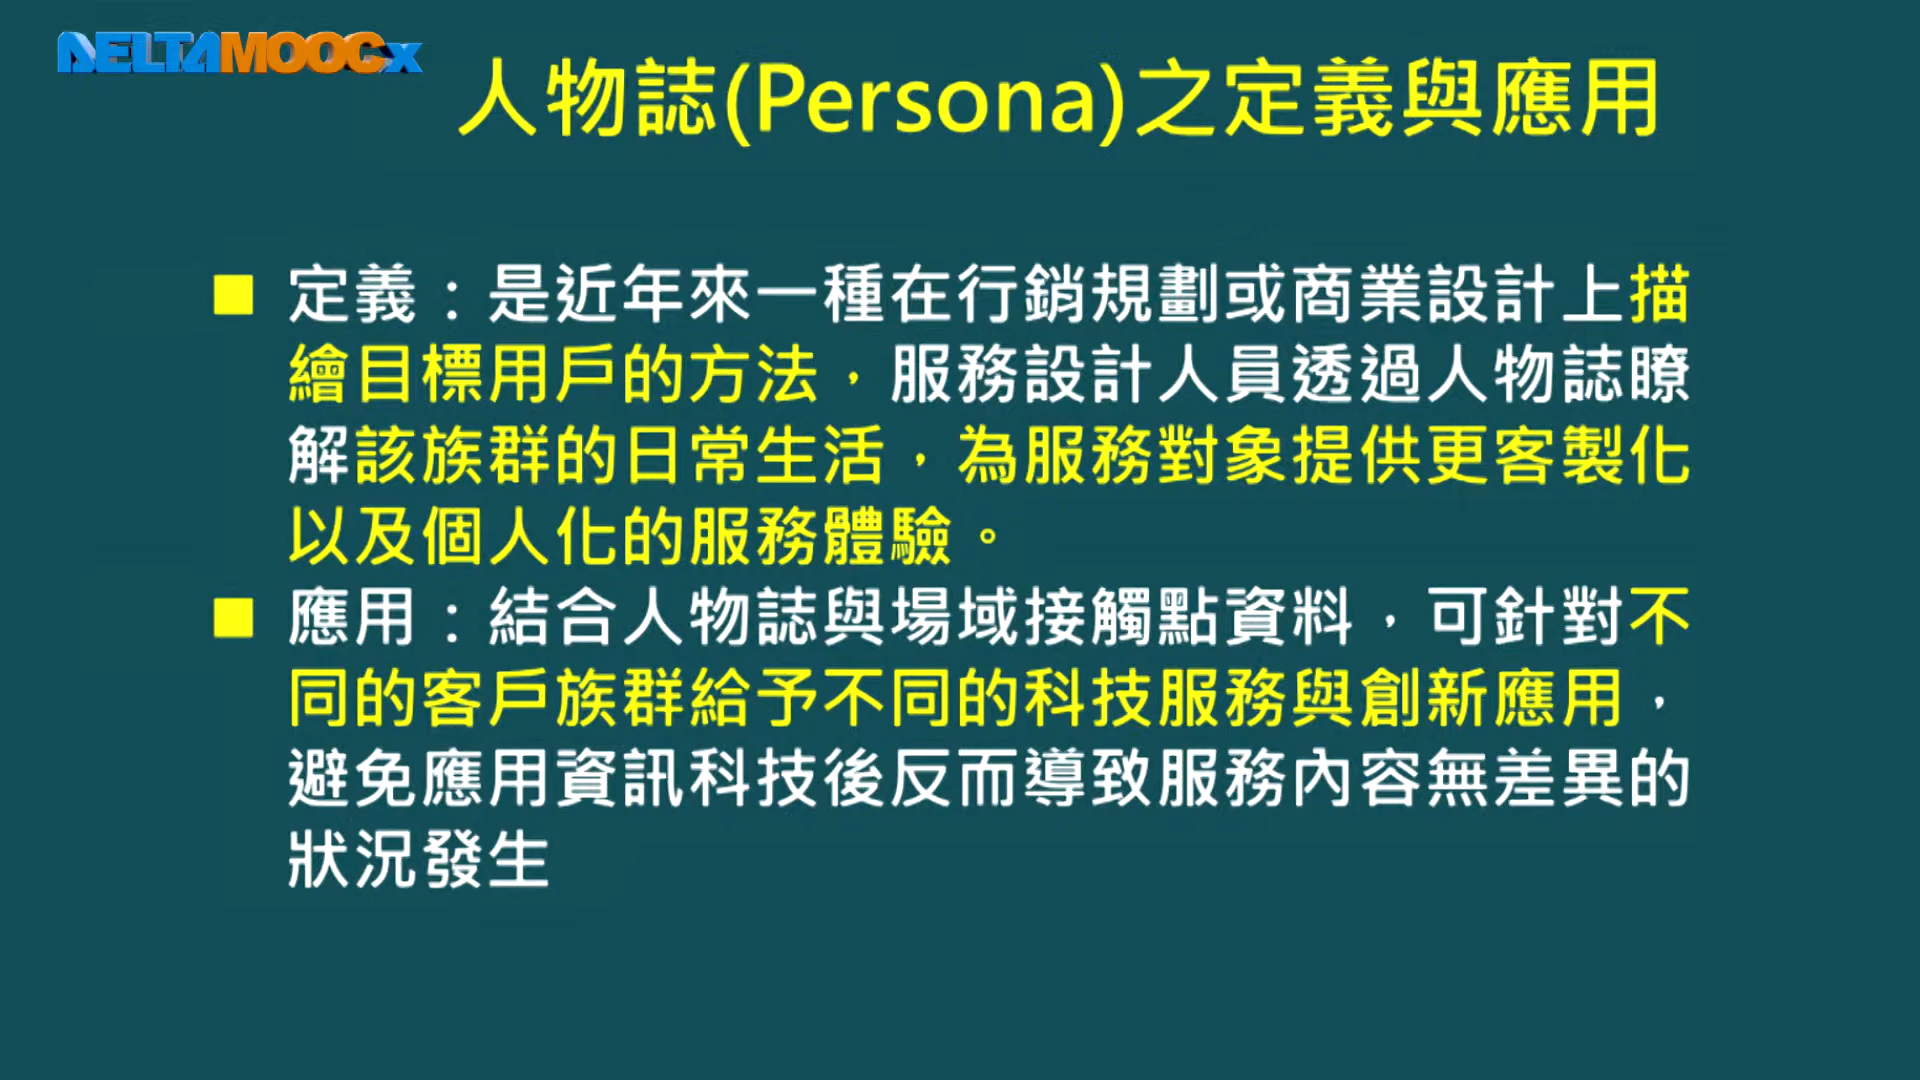 DELTAMOOCx
人物誌(Persona)之定義與應用
■ 定義：是近年來一種在行銷規劃或商業設計上描
繪目標用戶的方法，服務設計人員透過人物誌瞭
解該族群的日常生活，為服務對象提供更客製化
以及個人化的服務體驗。
■ 應用：結合人物誌與場域接觸點資料，可針對不
同的客戶族群給予不同的科技服務與創新應用，
避免應用資訊科技後反而導致服務內容無差異的
狀況發生